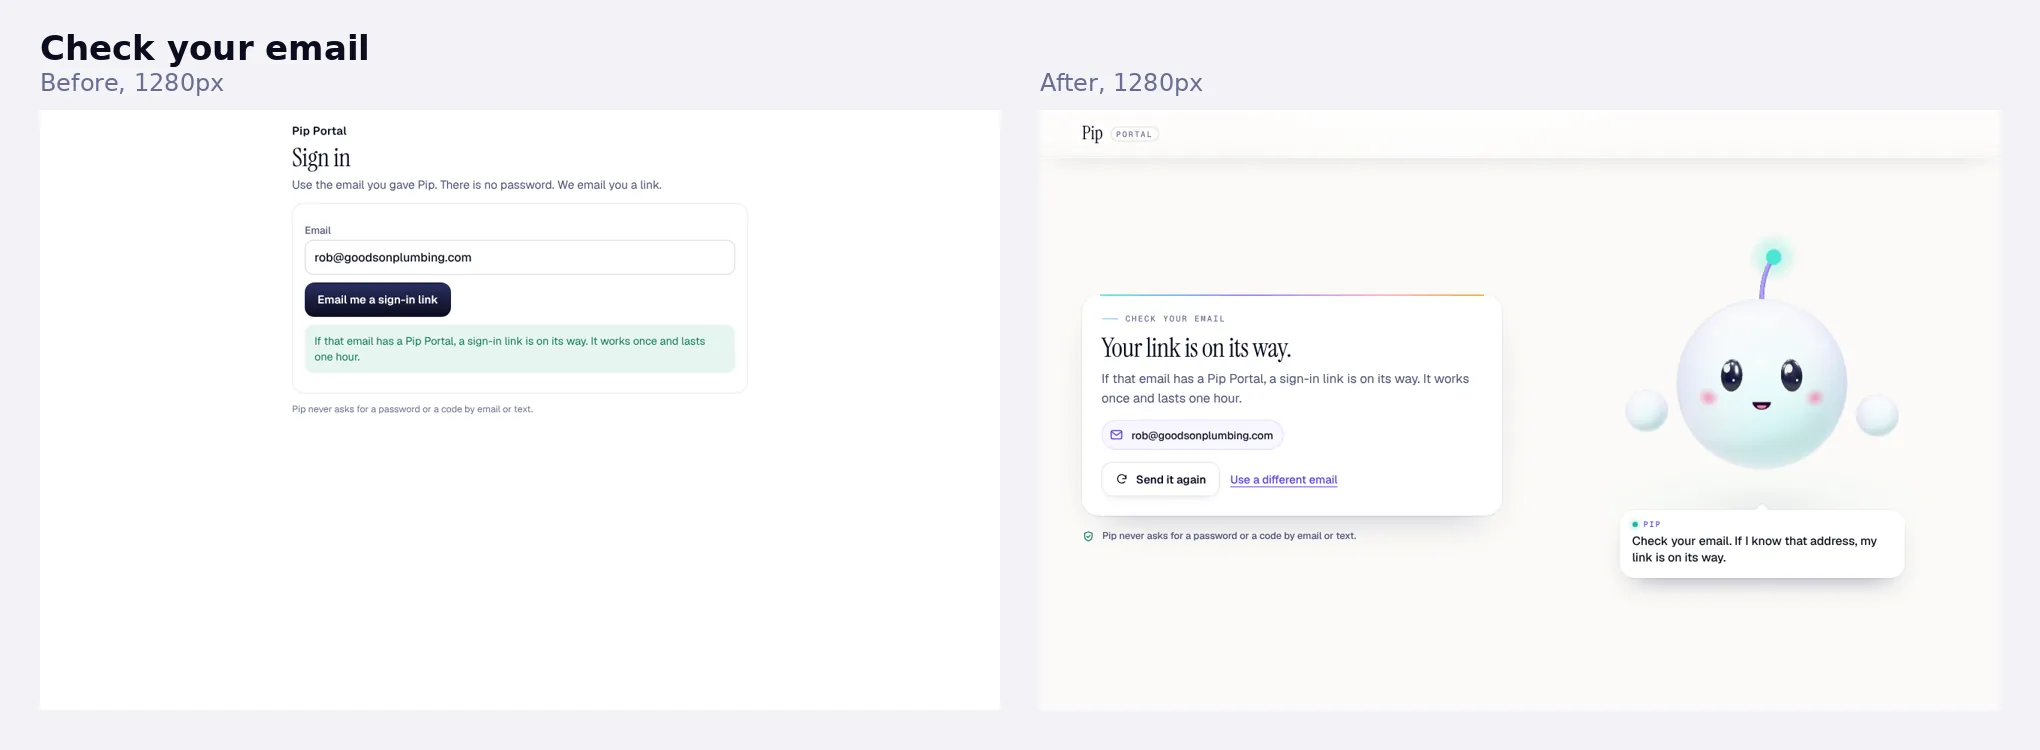 Check your email
Before, 1280px
Pip Portal
Sign in
Use the email you gave Pip. There is no password. We email you a link.
Email
rob@goodsonplumbing.com
Email me a sign-in link
If that email has a Pip Portal, a sign-in link is on its way. It works once and lasts
one hour.
Pip never asks for a password or a code by email or text.
After, 1280px
Pip PORTAL
CHECK YOUR EMAIL
Your link is on its way.
If that email has a Pip Portal, a sign-in link is on its way. It works
once and lasts one hour.
rob@goodsonplumbing.com
Send it again Use a different email
Pip never asks for a password or a code by email or text.
PIP
Check your email. If I know that address, my
link is on its way.